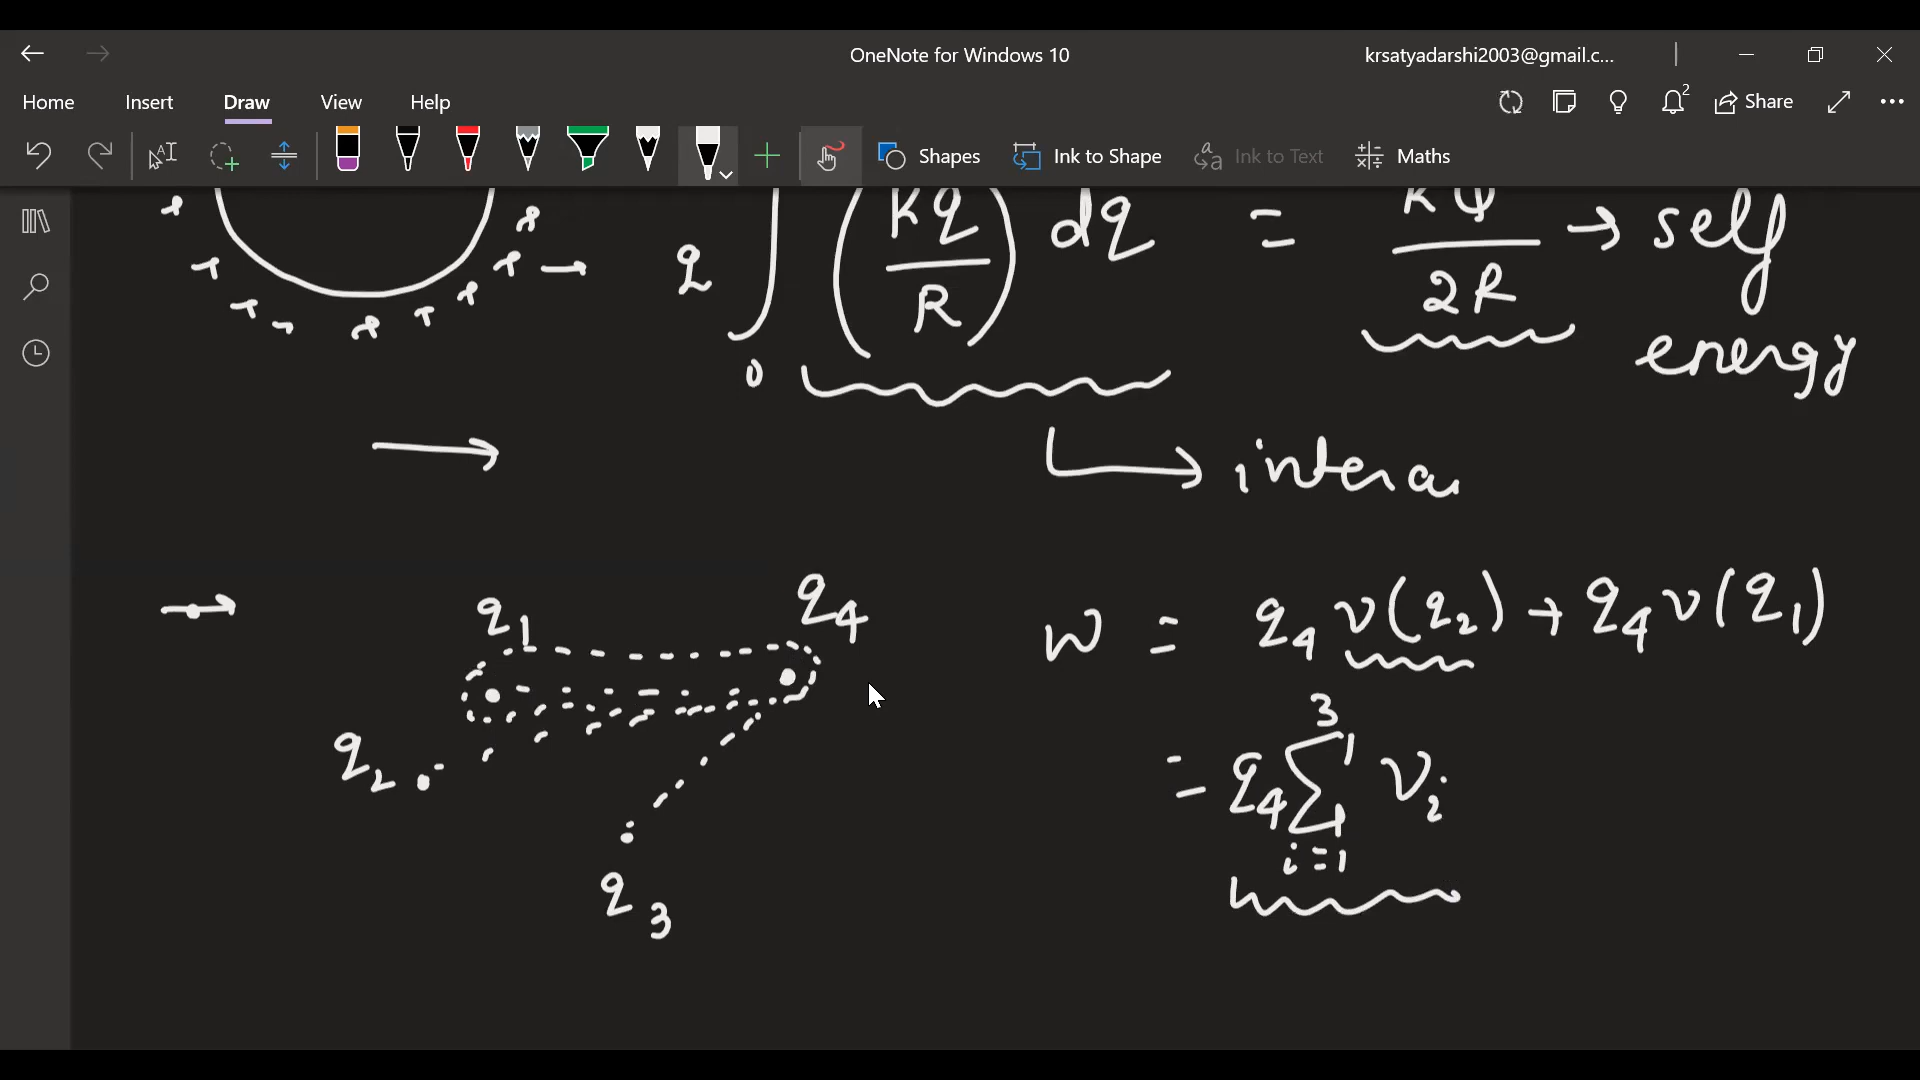 OneNote for Windows 10
krsatyadarshi2003@gmail.c...
Home Insert Draw View Help
2
Share
Shapes Ink to Shape Ink to Text Maths
q ∫ (Kq/R) dq = KQ/2R → self
energy
0
→ intera
→ q1 q4 W = q4 v(q2) + q4 v(q1)
q2 = q4 ∑ vi
3
i=1
q3